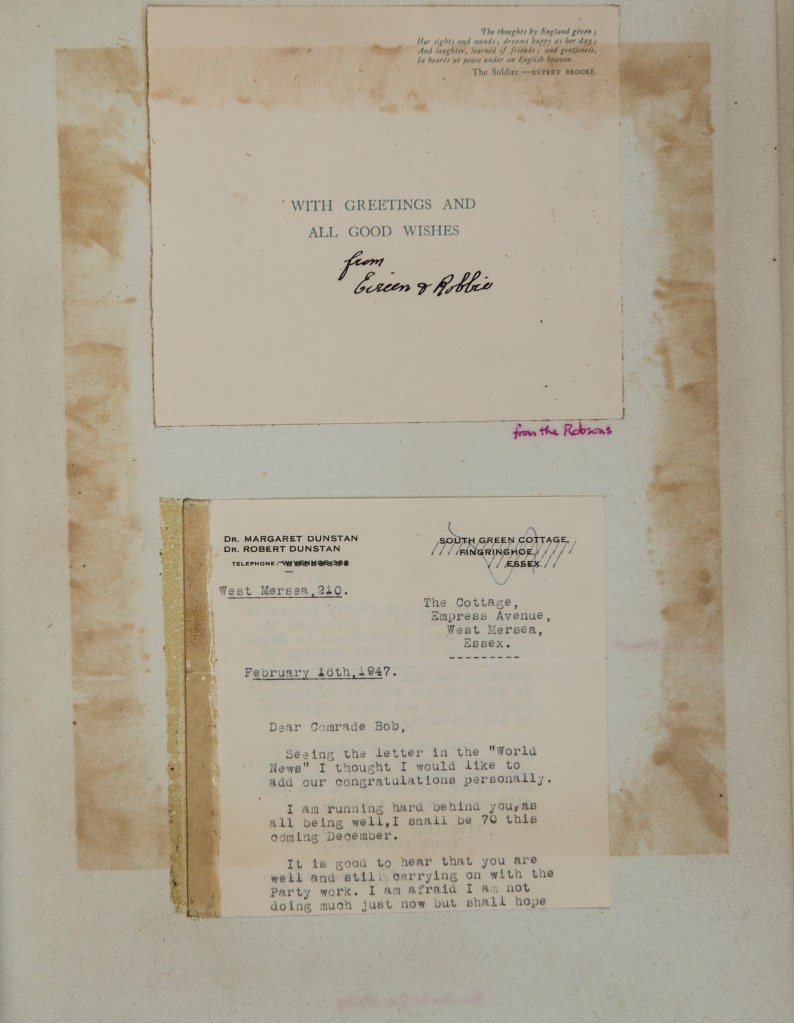 The thoughts by England given;
Her sights and sounds; dreams happy as her day;
And laughter, learned of friends; and gentleness,
In hearts at peace under an English heaven.
The Soldier.—RUPERT BROOKE.
WITH GREETINGS AND
ALL GOOD WISHES
from
Eireen & Robbie
from the Robsons
DR. MARGARET DUNSTAN
DR. ROBERT DUNSTAN
TELEPHONE: WIVENHOE
West Mersea,210.
SOUTH GREEN COTTAGE,
FINGRINGHOE,
ESSEX.
The Cottage,
Empress Avenue,
West Mersea,
Essex.
---------
February 16th,1947.
Dear Comrade Bob,
Seeing the letter in the "World
News" I thought I would like to
add our congratulations personally.
I am running hard behind you,as
all being well,I snall be 70 this
coming December.
It is good to hear that you are
well and still carrying on with the
Party work. I am afraid I am not
doing much just now but shall hope